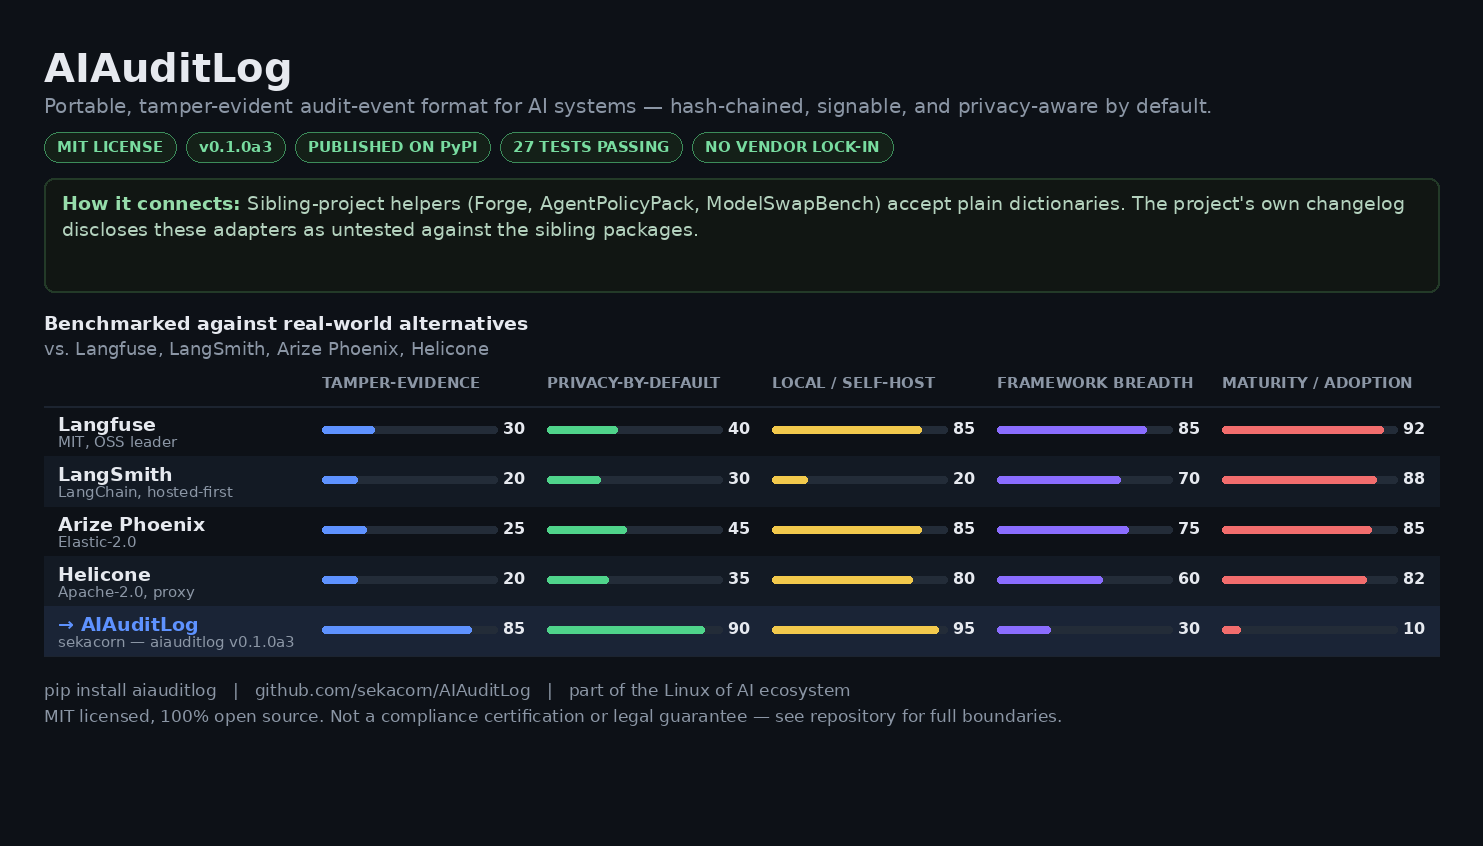 AIAuditLog
Portable, tamper-evident audit-event format for AI systems — hash-chained, signable, and privacy-aware by default.
MIT LICENSE v0.1.0a3 PUBLISHED ON PyPI 27 TESTS PASSING NO VENDOR LOCK-IN
How it connects: Sibling-project helpers (Forge, AgentPolicyPack, ModelSwapBench) accept plain dictionaries. The project's own changelog
discloses these adapters as untested against the sibling packages.
Benchmarked against real-world alternatives
vs. Langfuse, LangSmith, Arize Phoenix, Helicone
TAMPER-EVIDENCE PRIVACY-BY-DEFAULT LOCAL / SELF-HOST FRAMEWORK BREADTH MATURITY / ADOPTION
Langfuse 30 40 85 85 92
MIT, OSS leader
LangSmith 20 30 20 70 88
LangChain, hosted-first
Arize Phoenix 25 45 85 75 85
Elastic-2.0
Helicone 20 35 80 60 82
Apache-2.0, proxy
→ AIAuditLog 85 90 95 30 10
sekacorn — aiauditlog v0.1.0a3
pip install aiauditlog | github.com/sekacorn/AIAuditLog | part of the Linux of AI ecosystem
MIT licensed, 100% open source. Not a compliance certification or legal guarantee — see repository for full boundaries.